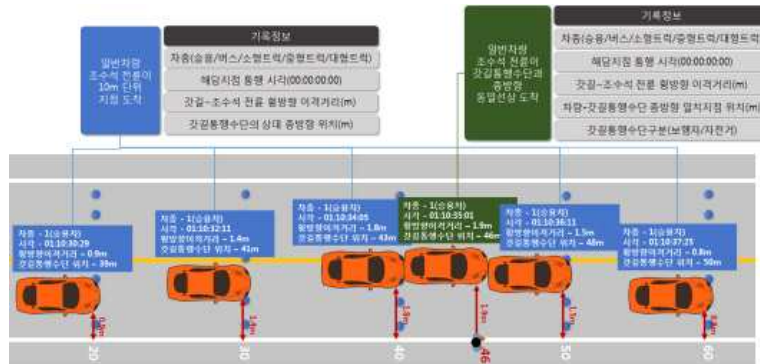 기록정보
일반차량
조수석 전륜이
10m 단위
지점 도착
차종(승용/버스/소형트럭/중형트럭/대형트럭)
해당지점 통행 시각(00:00:00:00)
갓길-조수석 전륜 횡방향 이격거리(m)
갓길통행수단의 상대 종방향 위치(m)
기록정보
일반차량
조수석 전륜이
갓길통행수단과
종방향
동일선상 도착
차종(승용/버스/소형트럭/중형트럭/대형트럭)
해당지점 통행 시각(00:00:00:00)
갓길-조수석 전륜 횡방향 이격거리(m)
차량-갓길통행수단 종방향 일치지점 위치(m)
갓길통행수단구분(보행자/자전거)
차종 - 1(승용차)
시각 - 01:10:30:29
횡방향이격거리 - 0.9m
갓길통행수단 위치 - 39m
차종 - 1(승용차)
시각 - 01:10:32:11
횡방향이격거리 - 1.4m
갓길통행수단 위치 - 41m
차종 - 1(승용차)
시각 - 01:10:34:05
횡방향이격거리 - 1.8m
갓길통행수단 위치 - 43m
차종 - 1(승용차)
시각 - 01:10:35:01
횡방향이격거리 - 1.9m
갓길통행수단 위치 - 46m
차종 - 1(승용차)
시각 - 01:10:36:11
횡방향이격거리 - 1.5m
갓길통행수단 위치 - 48m
차종 - 1(승용차)
시각 - 01:10:37:25
횡방향이격거리 - 0.8m
갓길통행수단 위치 - 50m
1.4m
1.8m
1.9m
1.5m
0.8m
20
30
40
46
50
60